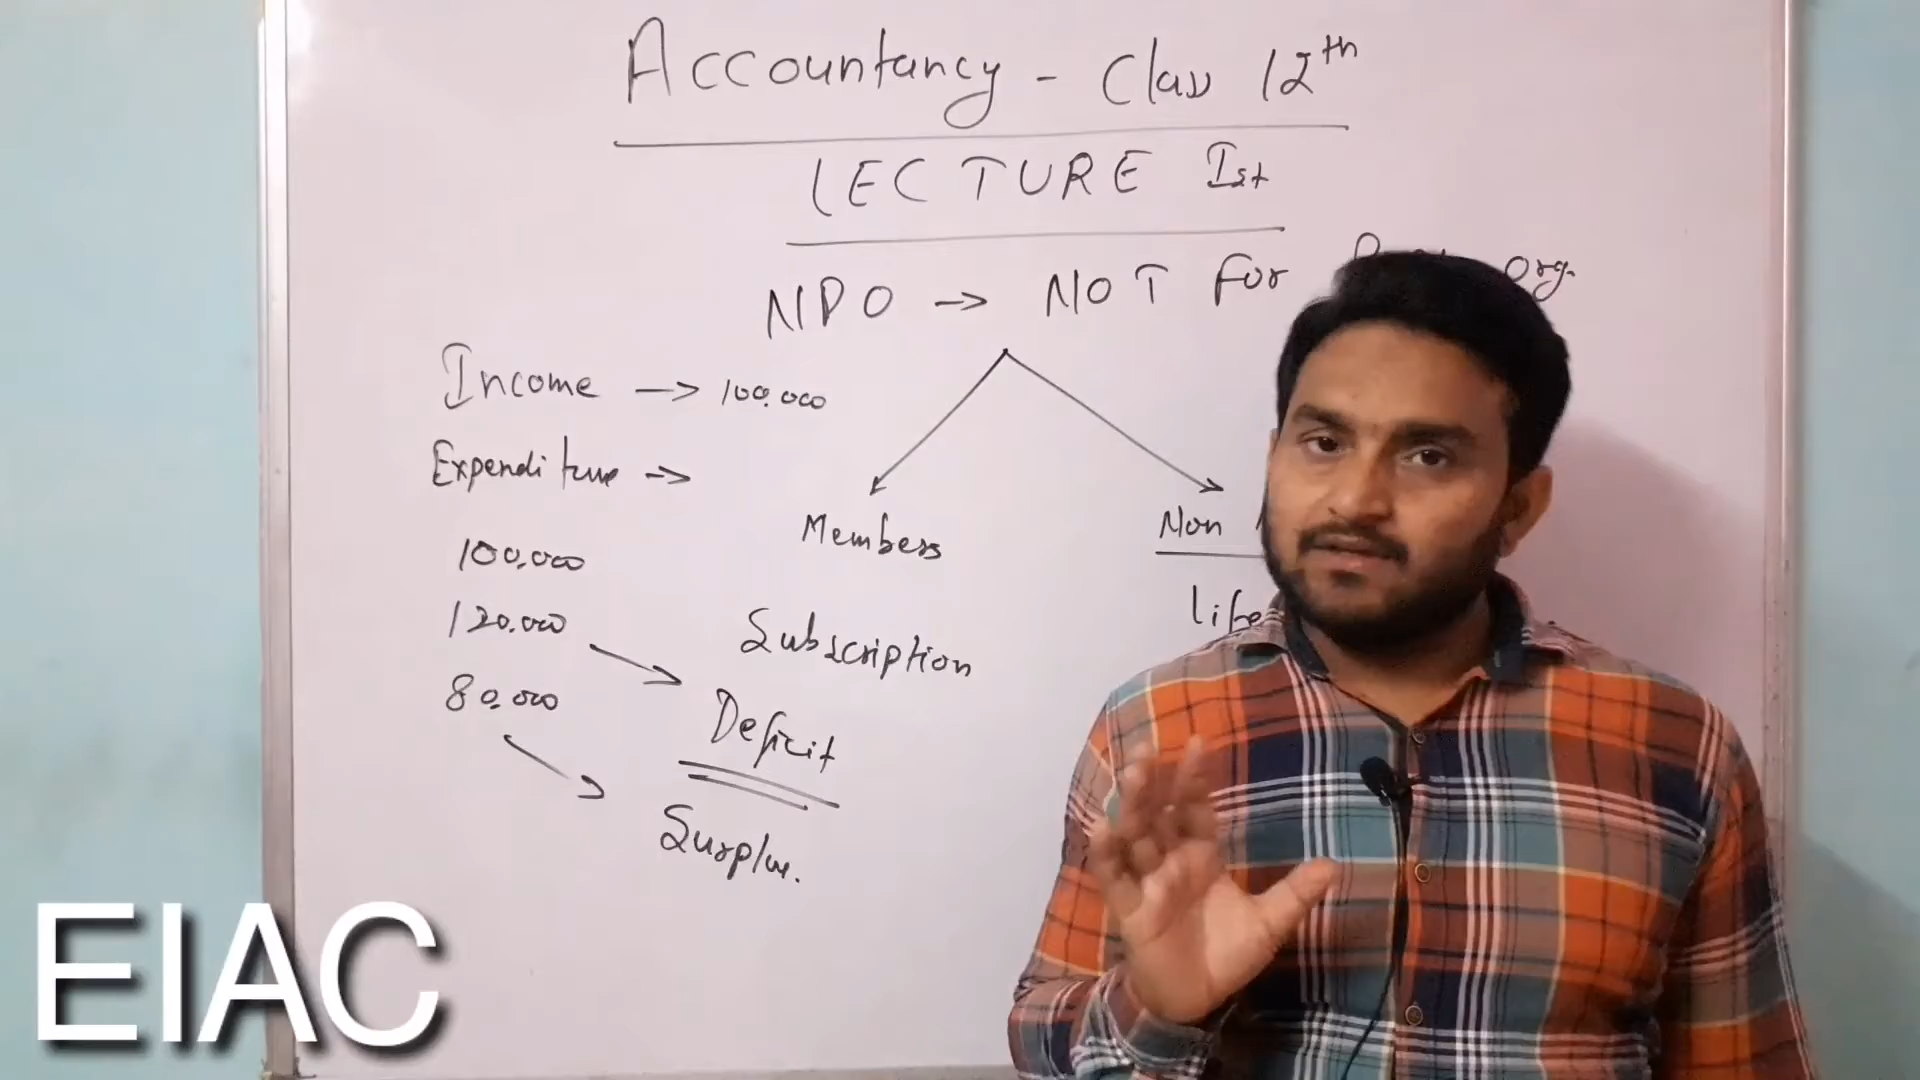 Accountancy - Class 12th
LECTURE Ist
NPO → NOT For Org.
Income → 100,000
Expenditure →
Members
Non
100,000
120,000
80,000
Subscription
Life
Deficit
Surplus.
EIAC